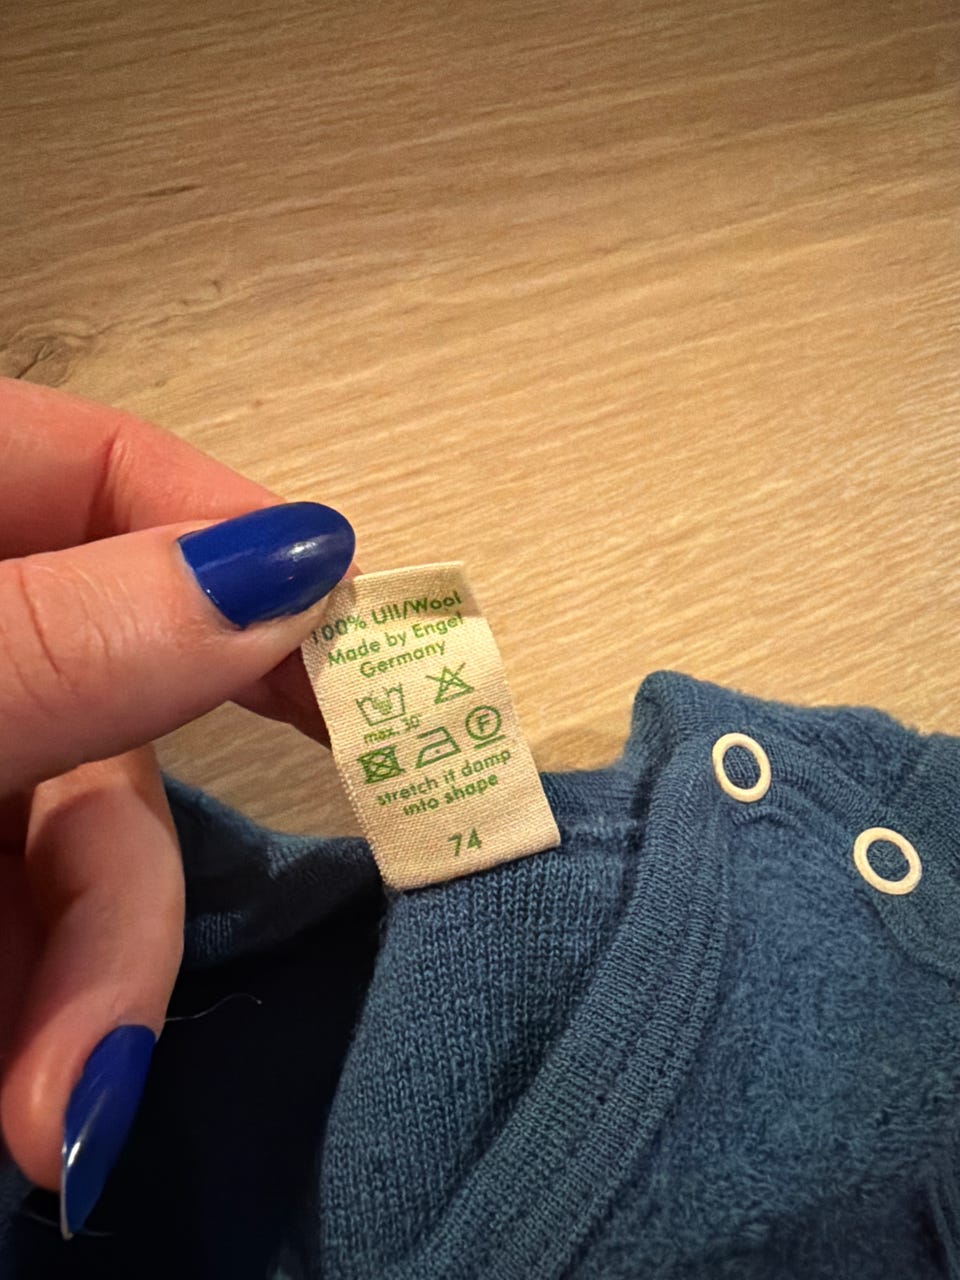 100% Ull/Wool
Made by Engel
Germany
max. 30°
F
stretch if damp
into shape
74